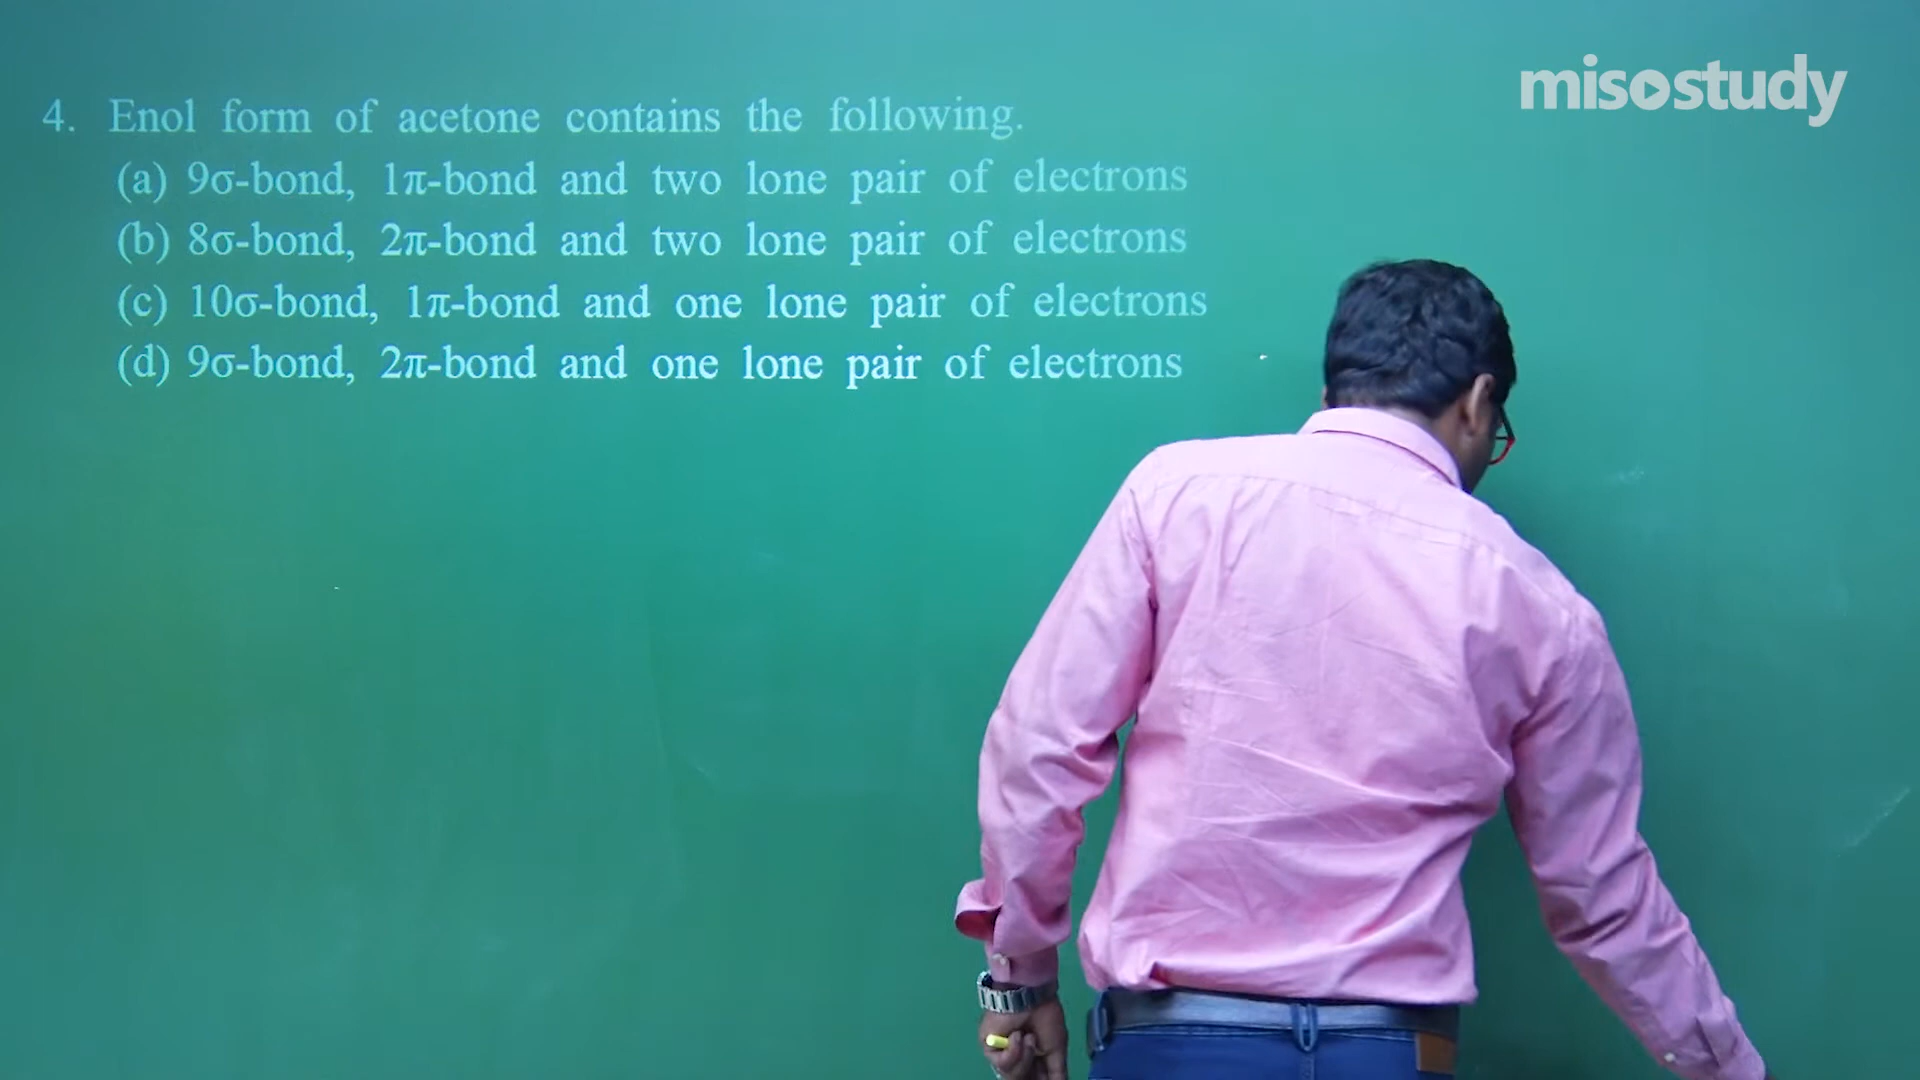 misostudy
4. Enol form of acetone contains the following.
(a) 9σ-bond, 1π-bond and two lone pair of electrons
(b) 8σ-bond, 2π-bond and two lone pair of electrons
(c) 10σ-bond, 1π-bond and one lone pair of electrons
(d) 9σ-bond, 2π-bond and one lone pair of electrons